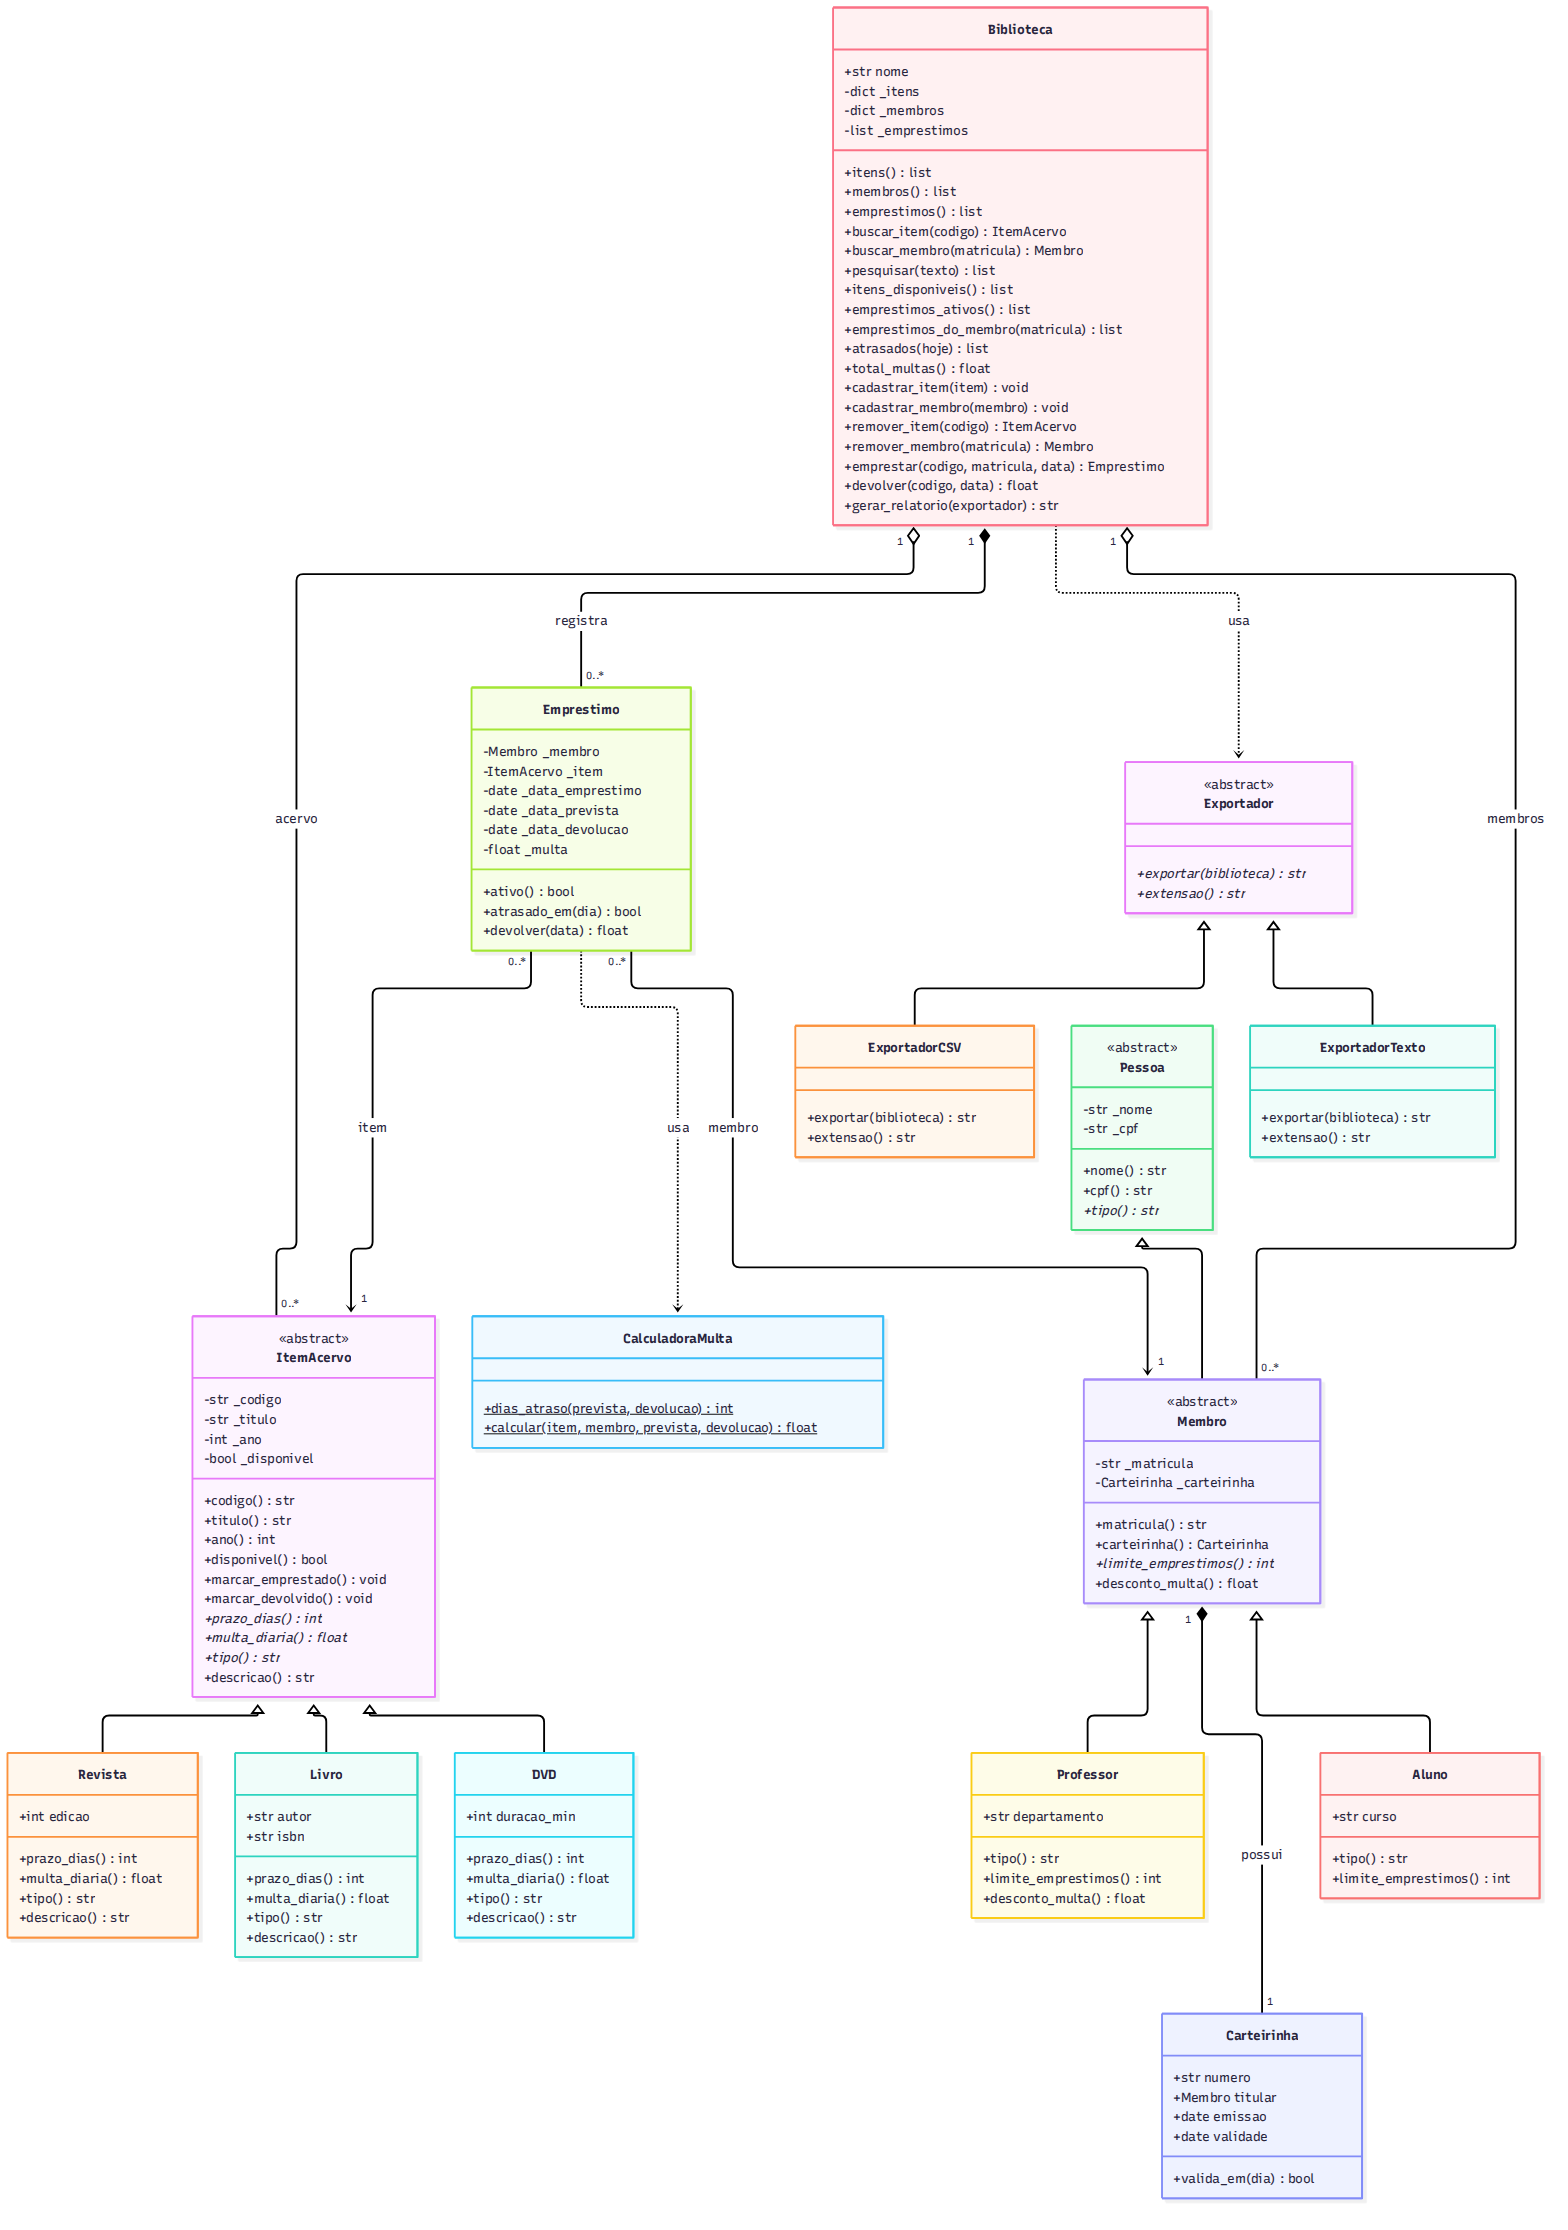 Biblioteca
+str nome
-dict _itens
-dict _membros
-list _emprestimos
+itens() : list
+membros() : list
+emprestimos() : list
+buscar_item(codigo) : ItemAcervo
+buscar_membro(matricula) : Membro
+pesquisar(texto) : list
+itens_disponiveis() : list
+emprestimos_ativos() : list
+emprestimos_do_membro(matricula) : list
+atrasados(hoje) : list
+total_multas() : float
+cadastrar_item(item) : void
+cadastrar_membro(membro) : void
+remover_item(codigo) : ItemAcervo
+remover_membro(matricula) : Membro
+emprestar(codigo, matricula, data) : Emprestimo
+devolver(codigo, data) : float
+gerar_relatorio(exportador) : str
1
1
1
registra
usa
0..*
acervo
membros
Emprestimo
-Membro _membro
-ItemAcervo _item
-date _data_emprestimo
-date _data_prevista
-date _data_devolucao
-float _multa
+ativo() : bool
+atrasado_em(dia) : bool
+devolver(data) : float
«abstract»
Exportador
+exportar(biblioteca) : str
+extensao() : str
0..*
0..*
item
usa
membro
ExportadorCSV
+exportar(biblioteca) : str
+extensao() : str
«abstract»
Pessoa
-str _nome
-str _cpf
+nome() : str
+cpf() : str
+tipo() : str
ExportadorTexto
+exportar(biblioteca) : str
+extensao() : str
0..*
1
1
0..*
«abstract»
ItemAcervo
-str _codigo
-str _titulo
-int _ano
-bool _disponivel
+codigo() : str
+titulo() : str
+ano() : int
+disponivel() : bool
+marcar_emprestado() : void
+marcar_devolvido() : void
+prazo_dias() : int
+multa_diaria() : float
+tipo() : str
+descricao() : str
CalculadoraMulta
+dias_atraso(prevista, devolucao) : int
+calcular(item, membro, prevista, devolucao) : float
«abstract»
Membro
-str _matricula
-Carteirinha _carteirinha
+matricula() : str
+carteirinha() : Carteirinha
+limite_emprestimos() : int
+desconto_multa() : float
1
Revista
+int edicao
+prazo_dias() : int
+multa_diaria() : float
+tipo() : str
+descricao() : str
Livro
+str autor
+str isbn
+prazo_dias() : int
+multa_diaria() : float
+tipo() : str
+descricao() : str
DVD
+int duracao_min
+prazo_dias() : int
+multa_diaria() : float
+tipo() : str
+descricao() : str
Professor
+str departamento
+tipo() : str
+limite_emprestimos() : int
+desconto_multa() : float
possui
Aluno
+str curso
+tipo() : str
+limite_emprestimos() : int
1
Carteirinha
+str numero
+Membro titular
+date emissao
+date validade
+valida_em(dia) : bool